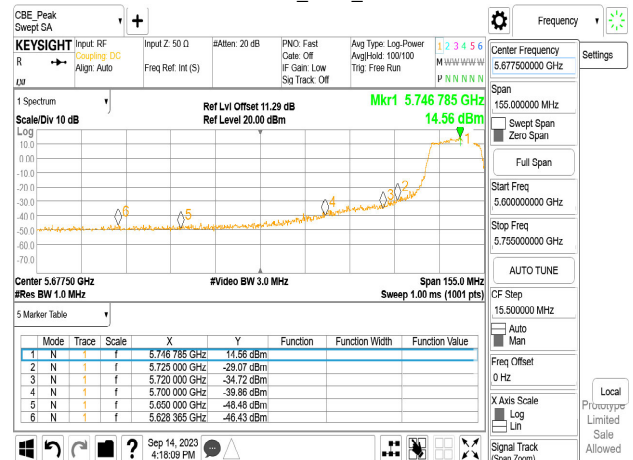 CBE_Peak
Swept SA
Frequency
KEYSIGHT
Input: RF
Coupling: DC
Align: Auto
Input Z: 50 Ω
Freq Ref: Int (S)
#Atten: 20 dB
PNO: Fast
Gate: Off
IF Gain: Low
Sig Track: Off
Avg Type: Log-Power
Avg|Hold: 100/100
Trig: Free Run
1 2 3 4 5 6
M W W W W W
P N N N N N
R
LXI
Center Frequency
5.677500000 GHz
Settings
Span
155.000000 MHz
Swept Span
Zero Span
Full Span
Start Freq
5.600000000 GHz
Stop Freq
5.755000000 GHz
AUTO TUNE
CF Step
15.500000 MHz
Auto
Man
Freq Offset
0 Hz
X Axis Scale
Log
Lin
Signal Track
(Span Zoom)
Local
Prototype
Limited
Sale
Allowed
1 Spectrum
Scale/Div 10 dB
Ref Lvl Offset 11.29 dB
Ref Level 20.00 dBm
Mkr1 5.746 785 GHz
14.56 dBm
Log
10.0
0.00
-10.0
-20.0
-30.0
-40.0
-50.0
-60.0
-70.0
6
5
4
3
2
1
Center 5.67750 GHz
#Res BW 1.0 MHz
#Video BW 3.0 MHz
Span 155.0 MHz
Sweep 1.00 ms (1001 pts)
5 Marker Table
Mode Trace Scale X Y Function Function Width Function Value
1 N 1 f 5.746 785 GHz 14.56 dBm
2 N 1 f 5.725 000 GHz -29.07 dBm
3 N 1 f 5.720 000 GHz -34.72 dBm
4 N 1 f 5.700 000 GHz -39.86 dBm
5 N 1 f 5.650 000 GHz -48.48 dBm
6 N 1 f 5.628 365 GHz -46.43 dBm
Sep 14, 2023
4:18:09 PM